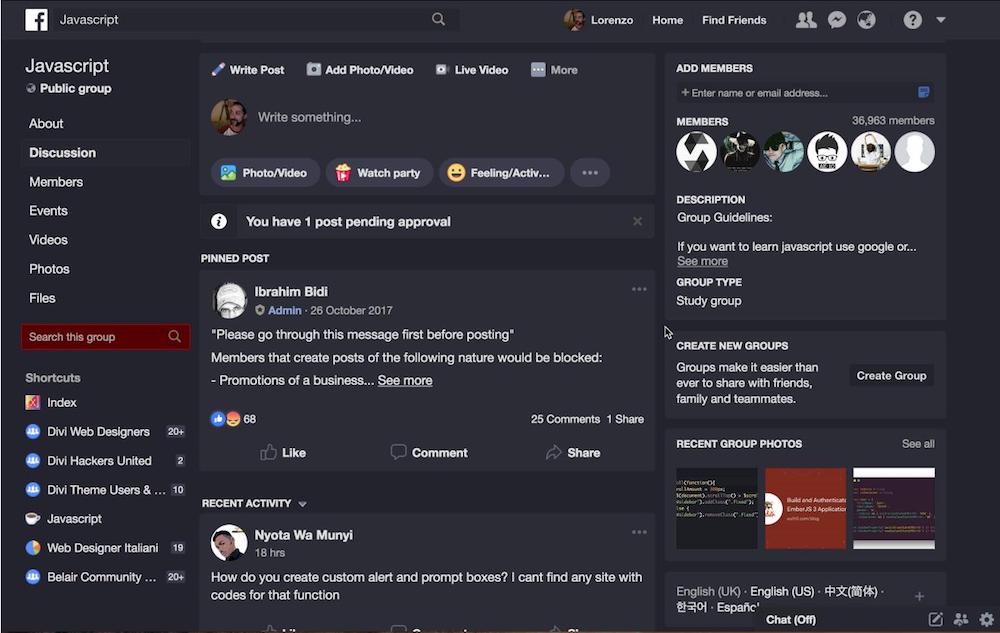 Javascript
Lorenzo
Home
Find Friends
Javascript
Public group
About
Discussion
Members
Events
Videos
Photos
Files
Search this group
Shortcuts
Index
Divi Web Designers 20+
Divi Hackers United 2
Divi Theme Users & ... 10
Javascript
Web Designer Italiani 19
Belair Community ... 20+
Write Post
Add Photo/Video
Live Video
More
Write something...
Photo/Video
Watch party
Feeling/Activ...
You have 1 post pending approval
PINNED POST
Ibrahim Bidi
Admin · 26 October 2017
"Please go through this message first before posting"
Members that create posts of the following nature would be blocked:
- Promotions of a business... See more
68
25 Comments 1 Share
Like
Comment
Share
RECENT ACTIVITY
Nyota Wa Munyi
18 hrs
How do you create custom alert and prompt boxes? I cant find any site with
codes for that function
ADD MEMBERS
+ Enter name or email address...
MEMBERS
36,963 members
DESCRIPTION
Group Guidelines:
If you want to learn javascript use google or...
See more
GROUP TYPE
Study group
CREATE NEW GROUPS
Groups make it easier than
ever to share with friends,
family and teammates.
Create Group
RECENT GROUP PHOTOS
See all
Build and Authenticate
EmberJS 3 Application
English (UK) · English (US) · 中文(简体) ·
한국어 · Español
Chat (Off)